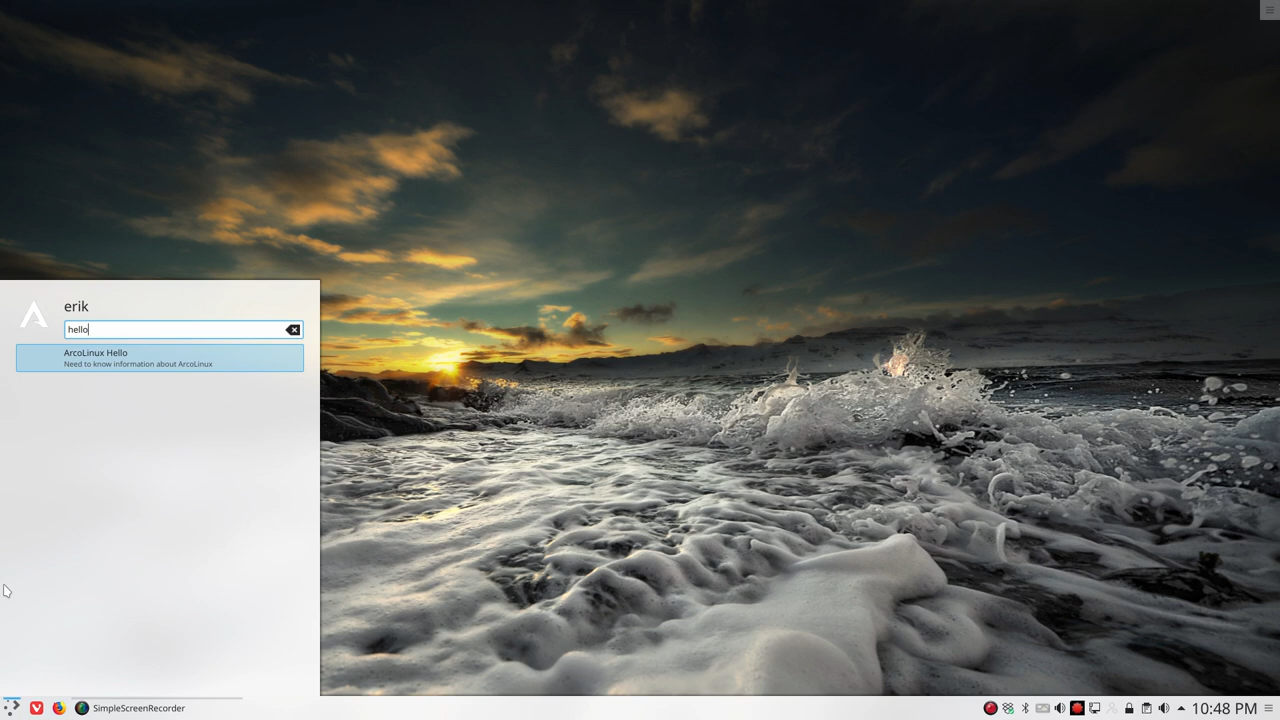 erik
hello
ArcoLinux Hello
Need to know information about ArcoLinux
SimpleScreenRecorder
10:48 PM